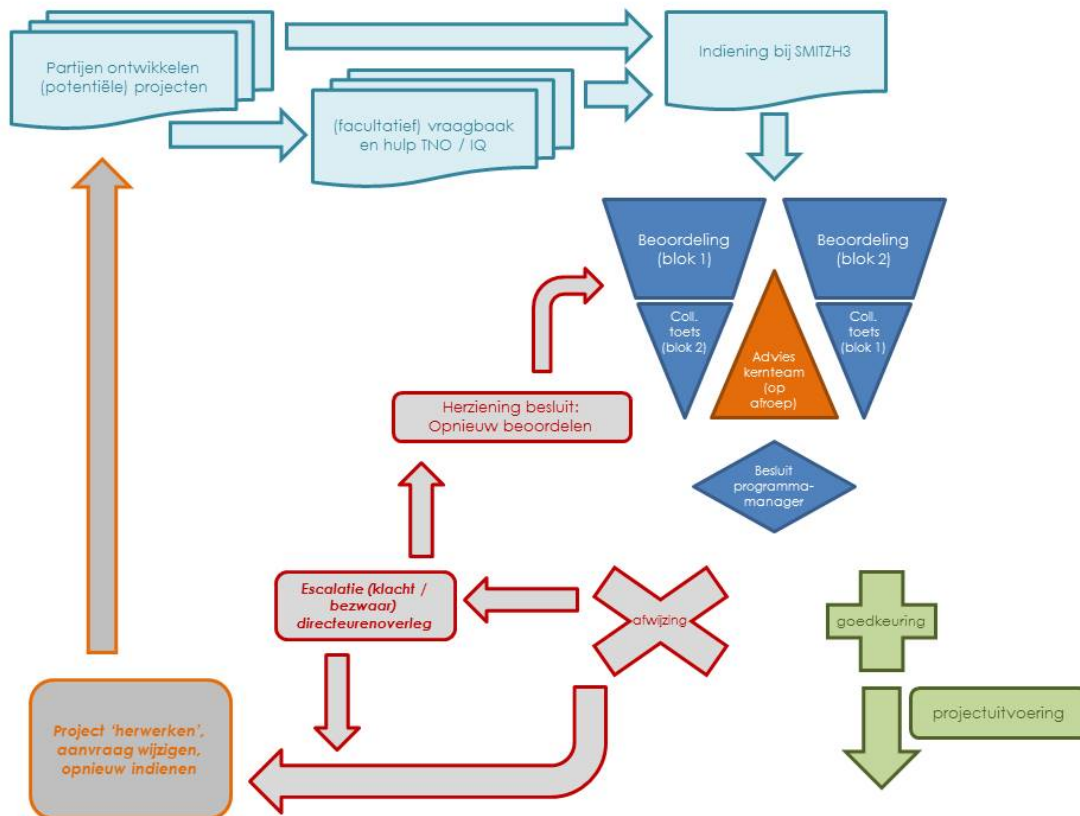 Partijen ontwikkelen
(potentiële) projecten
Indiening bij SMITZH3
(facultatief) vraagbaak
en hulp TNO / IQ
Beoordeling
(blok 1)
Beoordeling
(blok 2)
Coll.
toets
(blok 2)
Coll.
toets
(blok 1)
Advies
kernteam
(op
afroep)
Herziening besluit:
Opnieuw beoordelen
Besluit
programma-
manager
Escalatie (klacht /
bezwaar)
directeurenoverleg
afwijzing
goedkeuring
projectuitvoering
Project ‘herwerken’,
aanvraag wijzigen,
opnieuw indienen